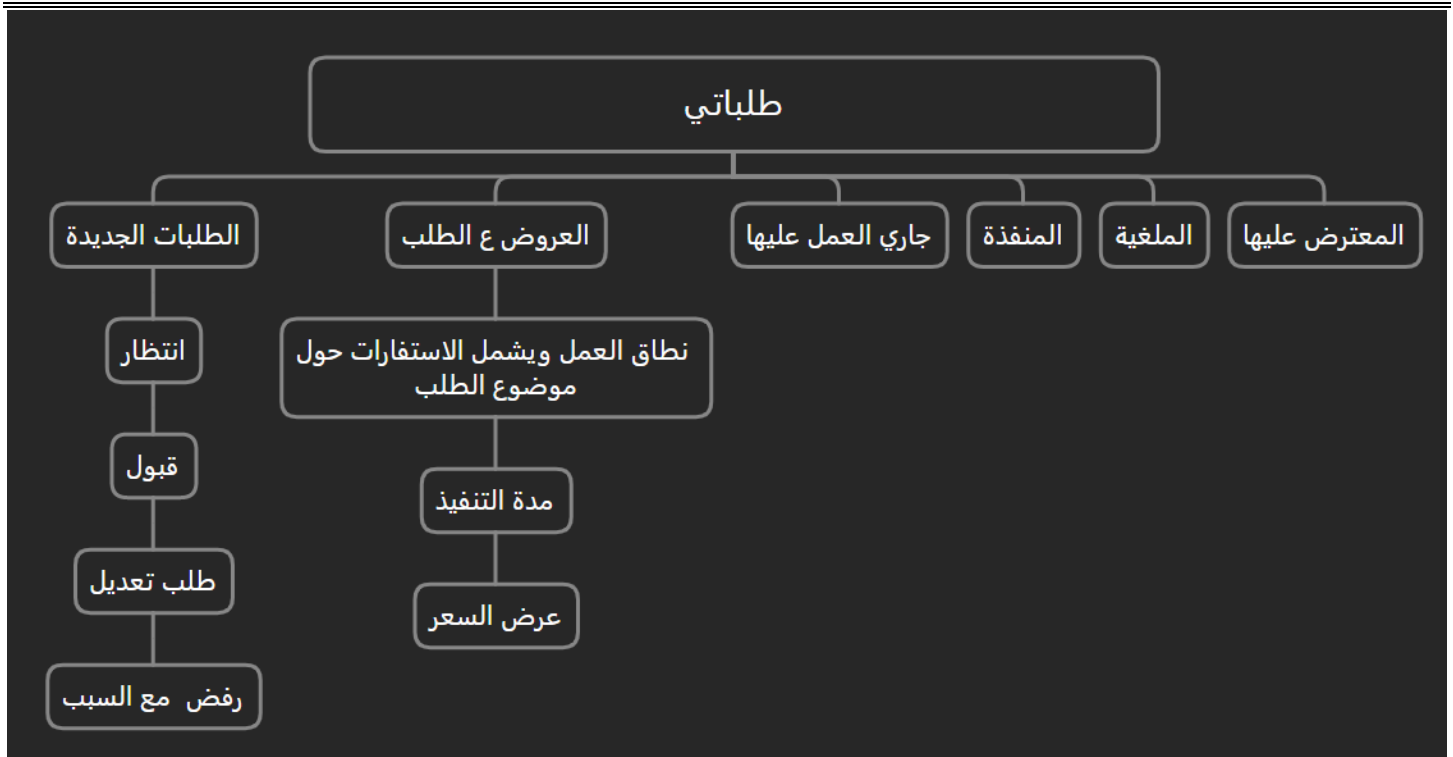 طلباتي
المعترض عليها
الملغية
المنفذة
جاري العمل عليها
العروض ع الطلب
نطاق العمل ويشمل الاستفارات حول
موضوع الطلب
مدة التنفيذ
عرض السعر
الطلبات الجديدة
انتظار
قبول
طلب تعديل
رفض مع السبب